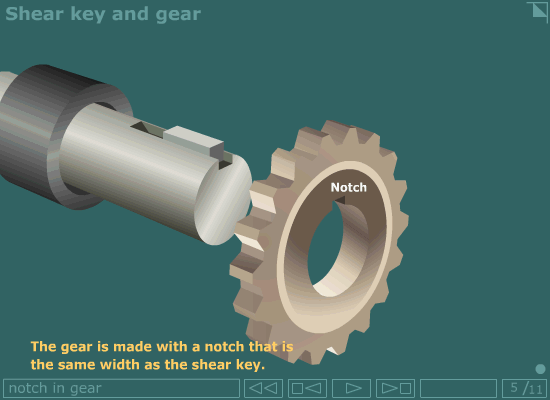 Shear key and gear
Notch
The gear is made with a notch that is
the same width as the shear key.
notch in gear
5 /11